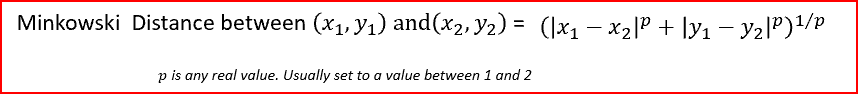 Minkowski Distance between (x₁, y₁) and(x₂, y₂) = (|x₁ − x₂|ᵖ + |y₁ − y₂|ᵖ)¹/ᵖ
p is any real value. Usually set to a value between 1 and 2